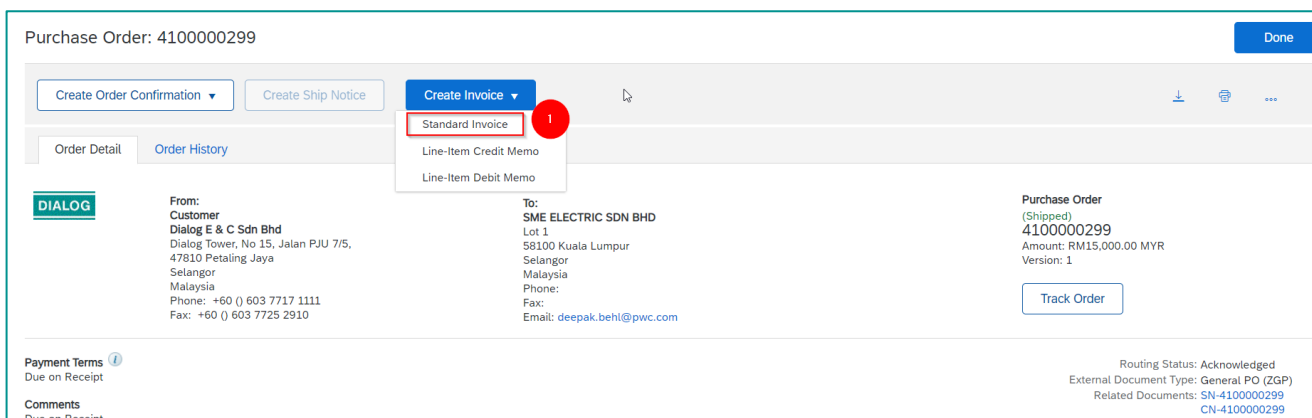 Purchase Order: 4100000299
Done
Create Order Confirmation ▼
Create Ship Notice
Create Invoice ▼
Standard Invoice
1
Line-Item Credit Memo
Line-Item Debit Memo
Order Detail
Order History
DIALOG
From:
Customer
Dialog E & C Sdn Bhd
Dialog Tower, No 15, Jalan PJU 7/5,
47810 Petaling Jaya
Selangor
Malaysia
Phone: +60 () 603 7717 1111
Fax: +60 () 603 7725 2910
To:
SME ELECTRIC SDN BHD
Lot 1
58100 Kuala Lumpur
Selangor
Malaysia
Phone:
Fax:
Email: deepak.behl@pwc.com
Purchase Order
(Shipped)
4100000299
Amount: RM15,000.00 MYR
Version: 1
Track Order
Payment Terms i
Due on Receipt
Comments
Due on Receipt
Routing Status: Acknowledged
External Document Type: General PO (ZGP)
Related Documents: SN-4100000299
CN-4100000299